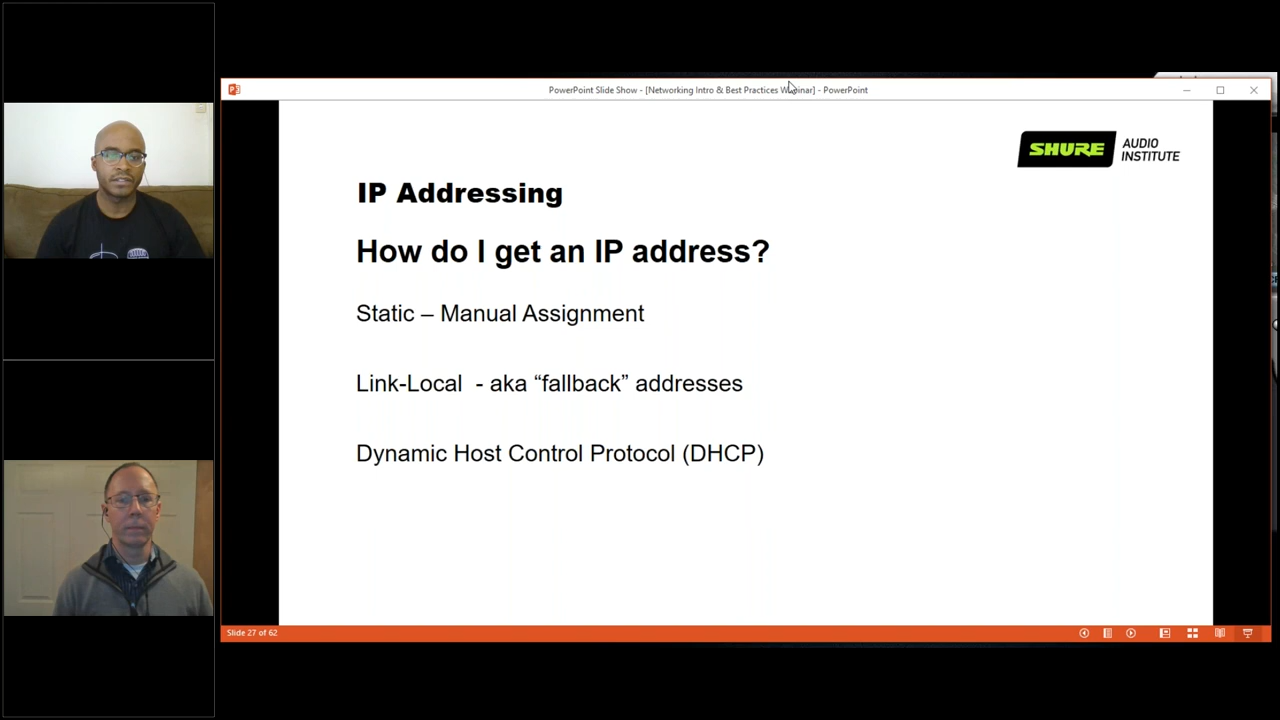 PowerPoint Slide Show - [Networking Intro & Best Practices Webinar] - PowerPoint
SHURE AUDIO INSTITUTE
IP Addressing
How do I get an IP address?
Static – Manual Assignment
Link-Local - aka “fallback” addresses
Dynamic Host Control Protocol (DHCP)
Slide 27 of 62